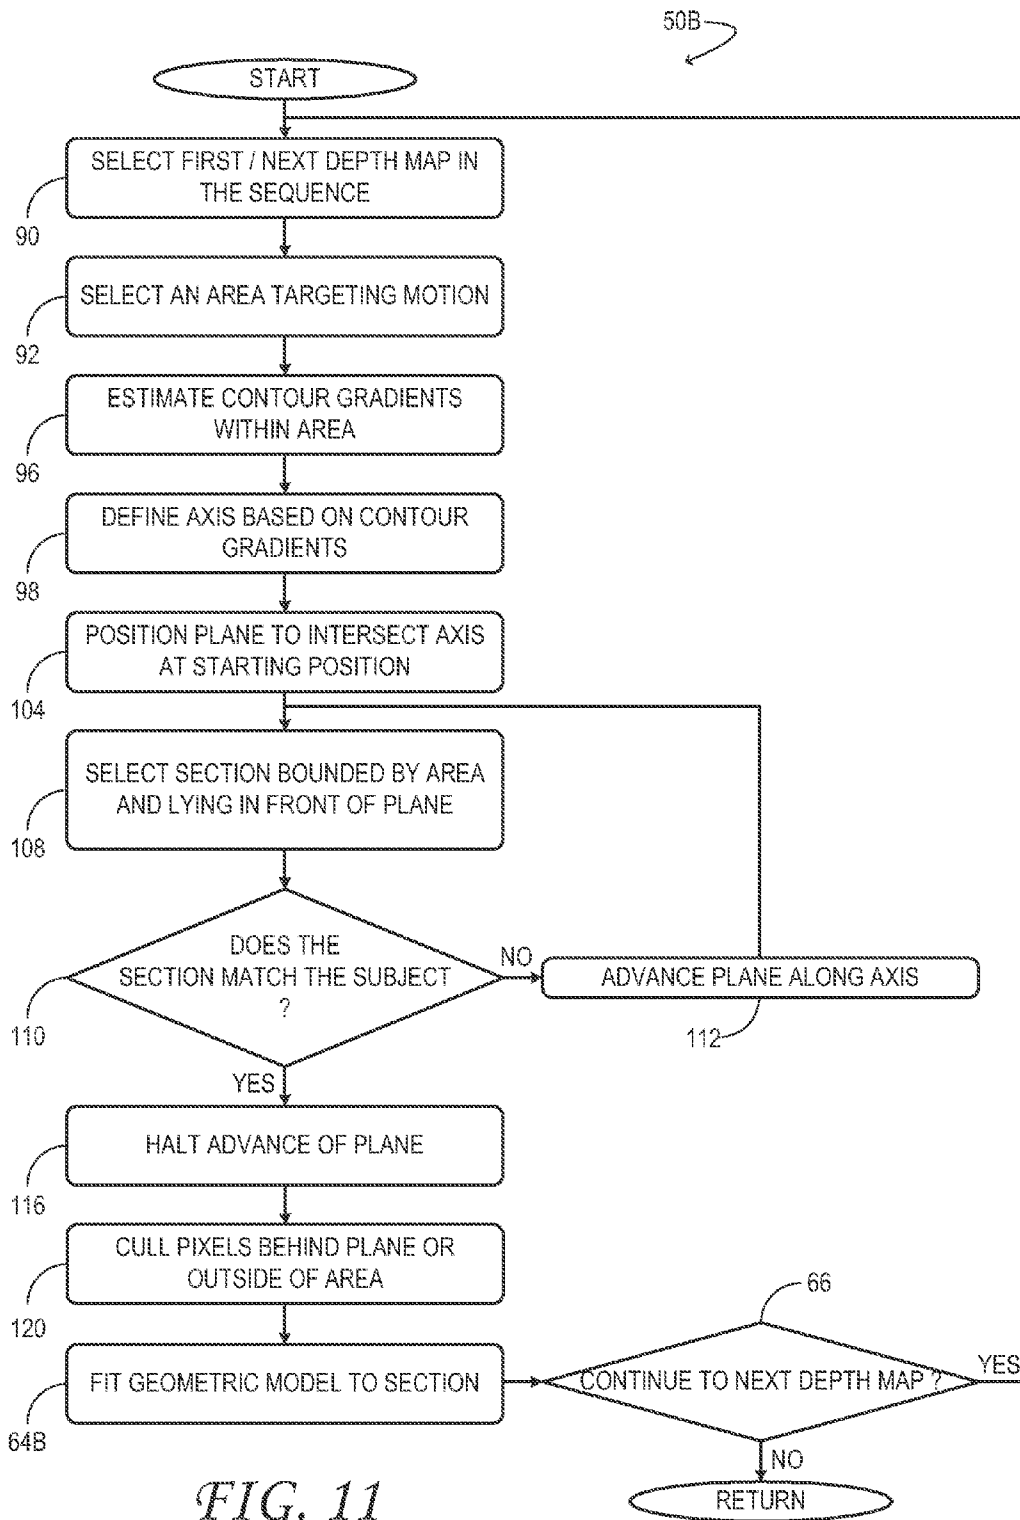 50B
START
SELECT FIRST / NEXT DEPTH MAP IN
THE SEQUENCE
90
SELECT AN AREA TARGETING MOTION
92
ESTIMATE CONTOUR GRADIENTS
WITHIN AREA
96
DEFINE AXIS BASED ON CONTOUR
GRADIENTS
98
POSITION PLANE TO INTERSECT AXIS
AT STARTING POSITION
104
SELECT SECTION BOUNDED BY AREA
AND LYING IN FRONT OF PLANE
108
DOES THE
SECTION MATCH THE SUBJECT
?
110
NO
ADVANCE PLANE ALONG AXIS
112
YES
HALT ADVANCE OF PLANE
116
CULL PIXELS BEHIND PLANE OR
OUTSIDE OF AREA
120
FIT GEOMETRIC MODEL TO SECTION
64B
66
CONTINUE TO NEXT DEPTH MAP ?
YES
NO
RETURN
FIG. 11